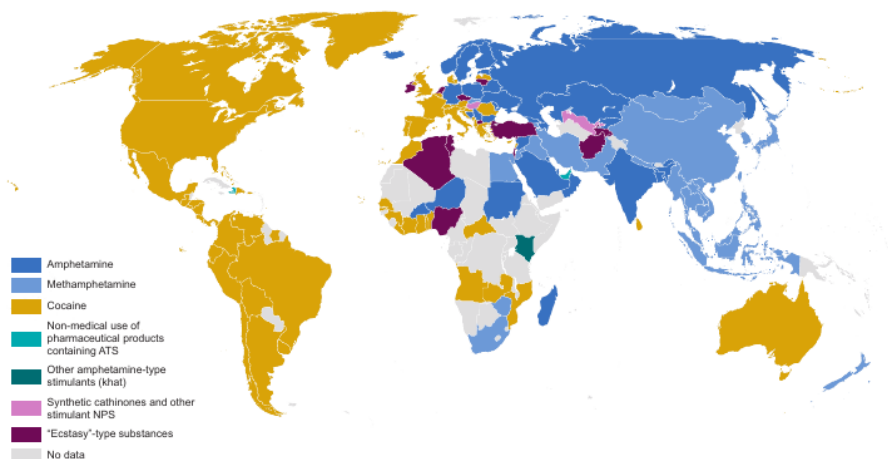 Amphetamine
Methamphetamine
Cocaine
Non-medical use of
pharmaceutical products
containing ATS
Other amphetamine-type
stimulants (khat)
Synthetic cathinones and other
stimulant NPS
“Ecstasy”-type substances
No data